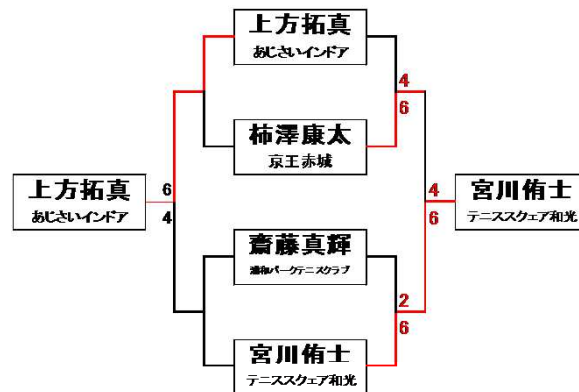 上方拓真
あじさいインドア
4
6
柿澤康太
京王赤城
上方拓真
あじさいインドア
6
4
4
6
宮川侑士
テニススクェア和光
齋藤真輝
浦和パークテニスクラブ
2
6
宮川侑士
テニススクェア和光